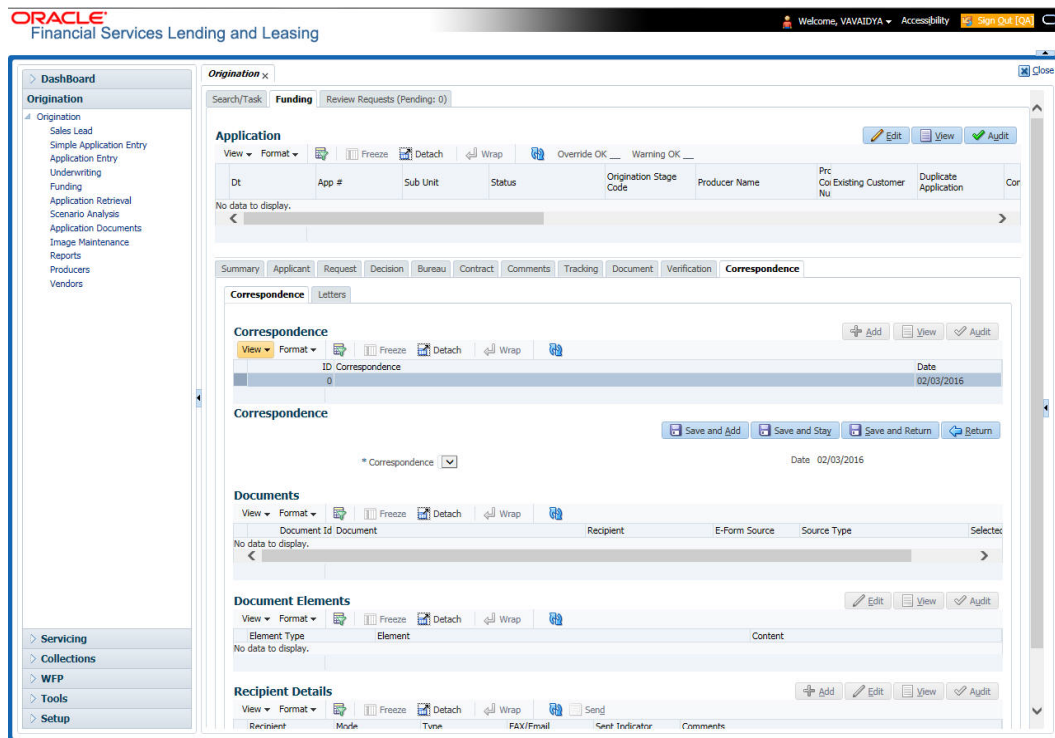 ORACLE
Financial Services Lending and Leasing
Welcome, VAVAIDYA Accessibility Sign Out [QA]
DashBoard
Origination
Origination
Sales Lead
Simple Application Entry
Application Entry
Underwriting
Funding
Application Retrieval
Scenario Analysis
Application Documents
Image Maintenance
Reports
Producers
Vendors
Servicing
Collections
WFP
Tools
Setup
Origination x
Close
Search/Task Funding Review Requests (Pending: 0)
Application
Edit View Audit
View Format Freeze Detach Wrap Override OK __ Warning OK __
Dt App # Sub Unit Status Origination Stage Code Producer Name Existing Customer Duplicate Application
No data to display.
Summary Applicant Request Decision Bureau Contract Comments Tracking Document Verification Correspondence
Correspondence Letters
Correspondence
Add View Audit
View Format Freeze Detach Wrap
ID Correspondence Date
0 02/03/2016
Correspondence
Save and Add Save and Stay Save and Return Return
* Correspondence Date 02/03/2016
Documents
View Format Freeze Detach Wrap
Document Id Document Recipient E-Form Source Source Type Selected
No data to display.
Document Elements
Edit View Audit
View Format Freeze Detach Wrap
Element Type Element Content
No data to display.
Recipient Details
Add Edit View Audit
View Format Freeze Detach Wrap Send
Recipient Mode Type FAX/Email Sent Indicator Comments